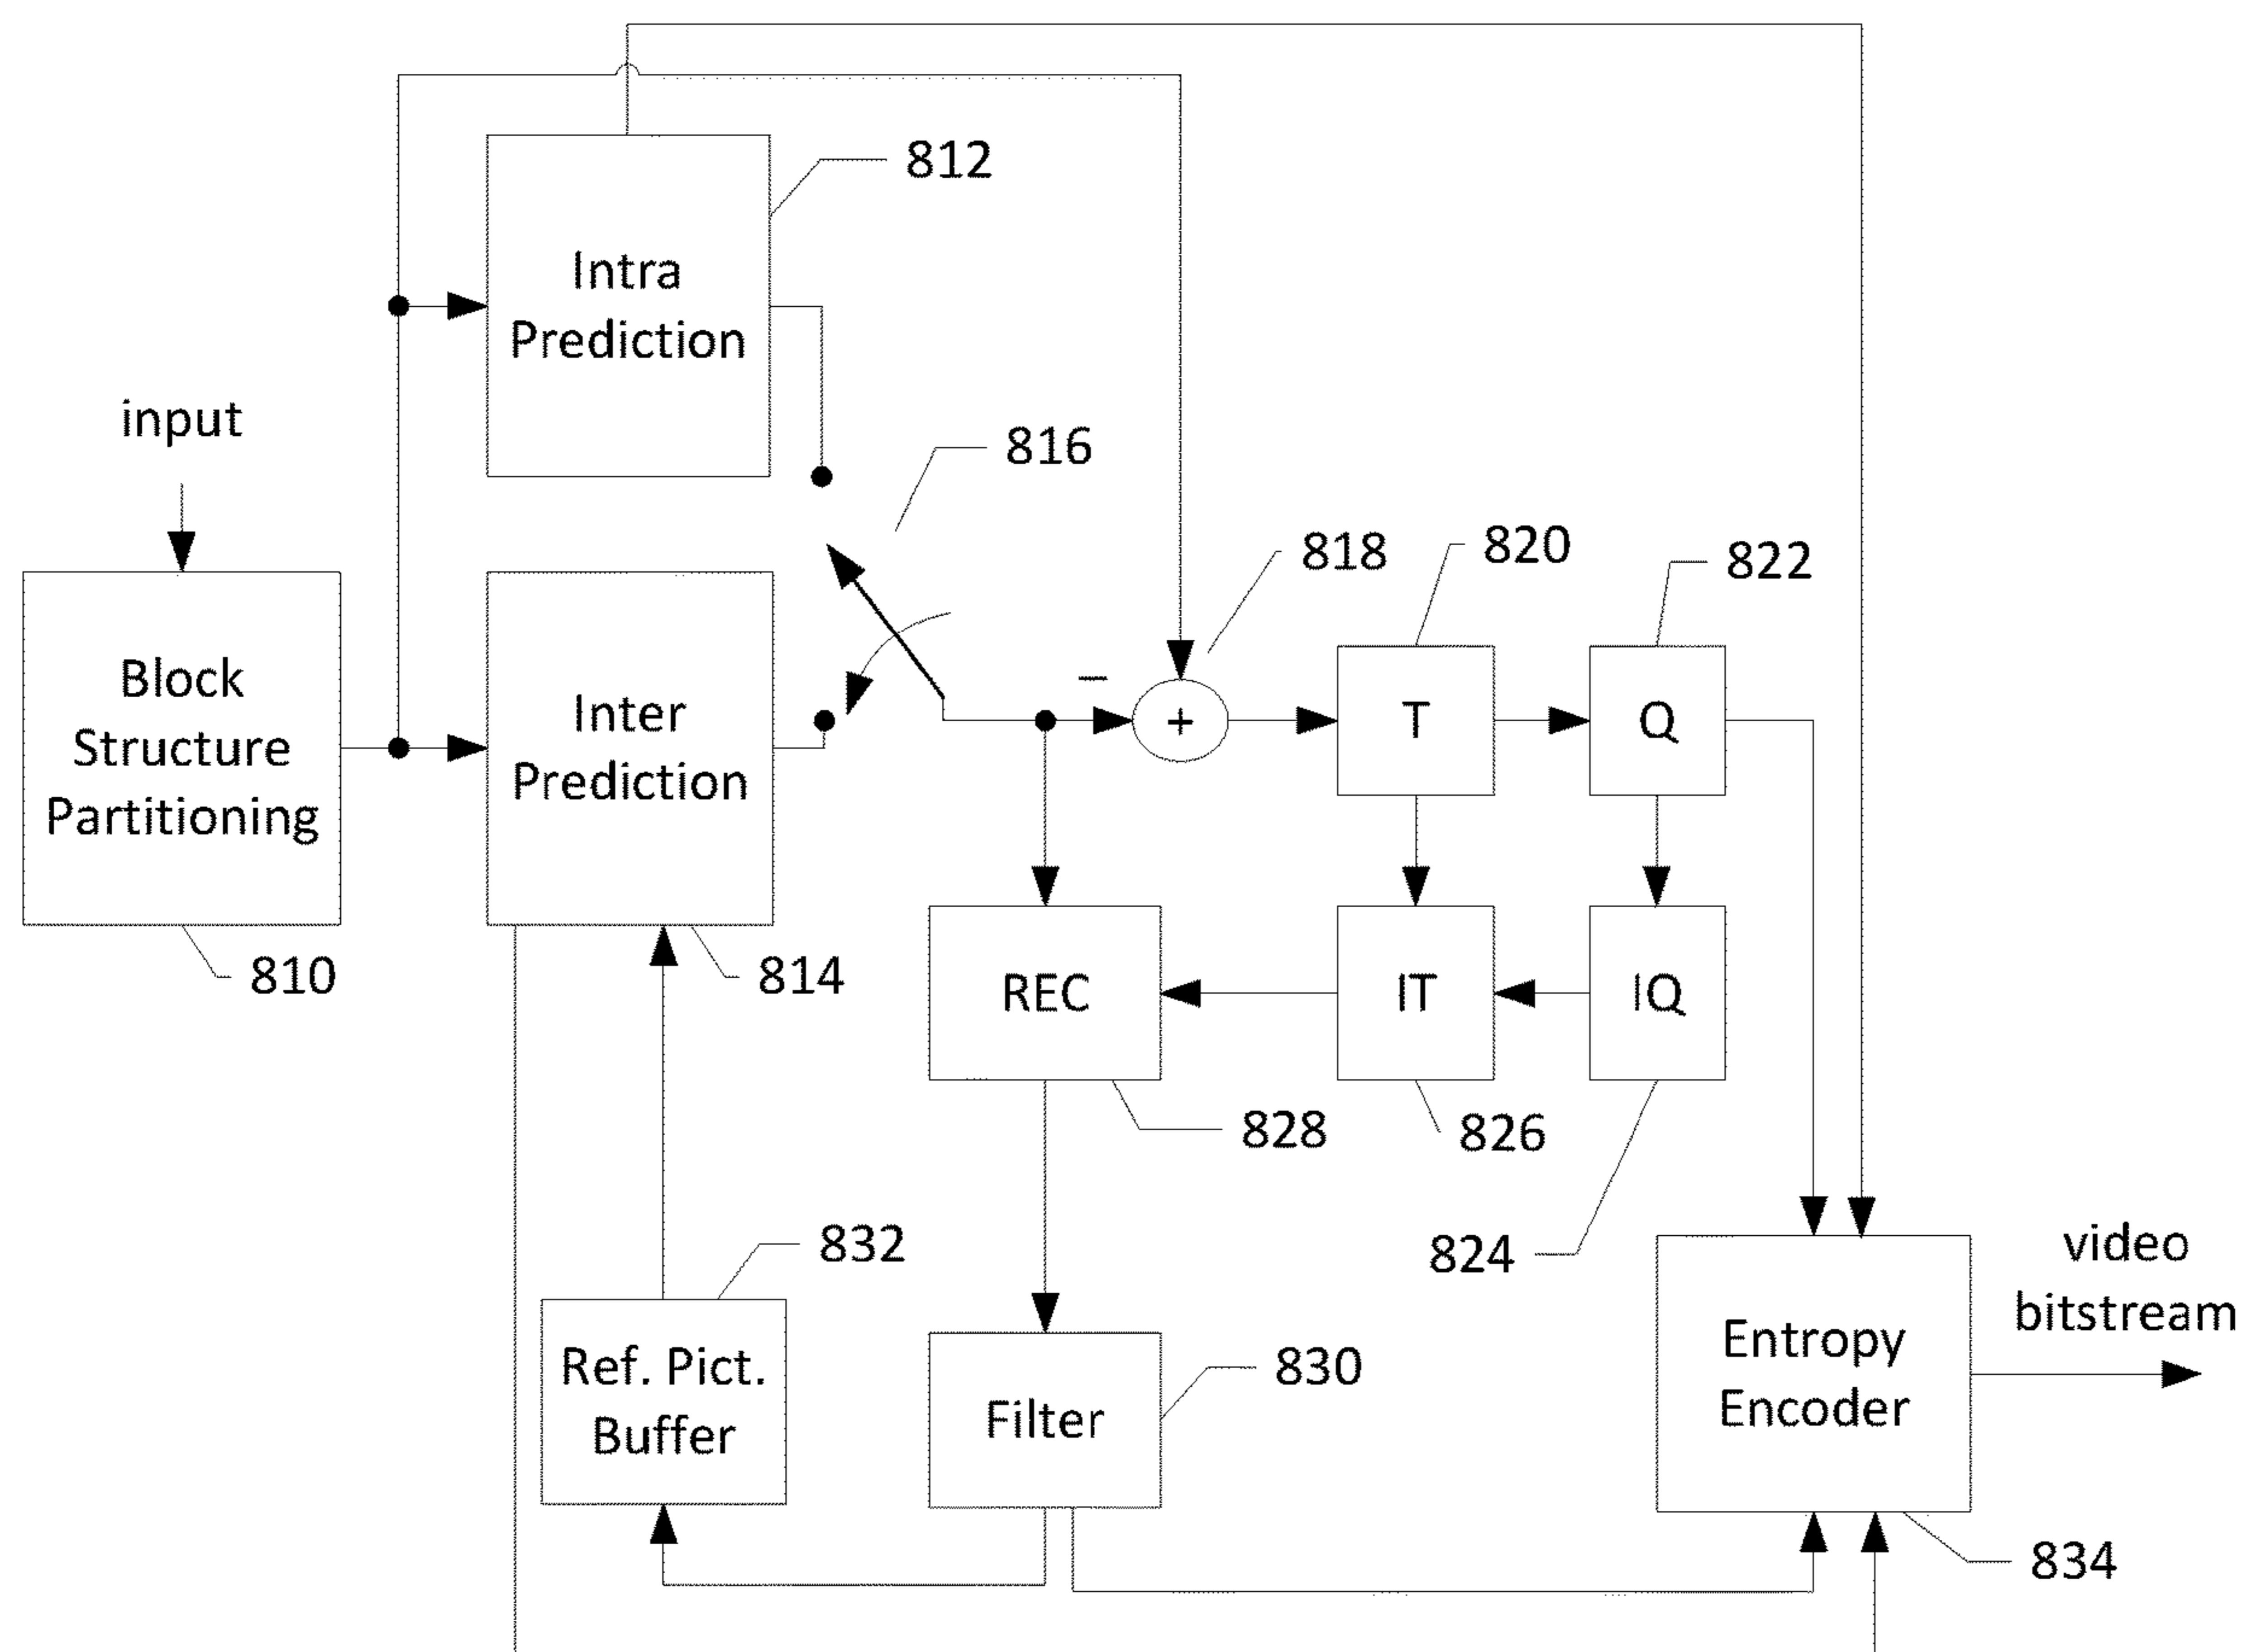 812
Intra
Prediction
input
816
818
820
822
Block
Structure
Partitioning
Inter
Prediction
–
+
T
Q
810
814
REC
IT
IQ
828
826
832
824
video
bitstream
Ref. Pict.
Buffer
Filter
830
Entropy
Encoder
834